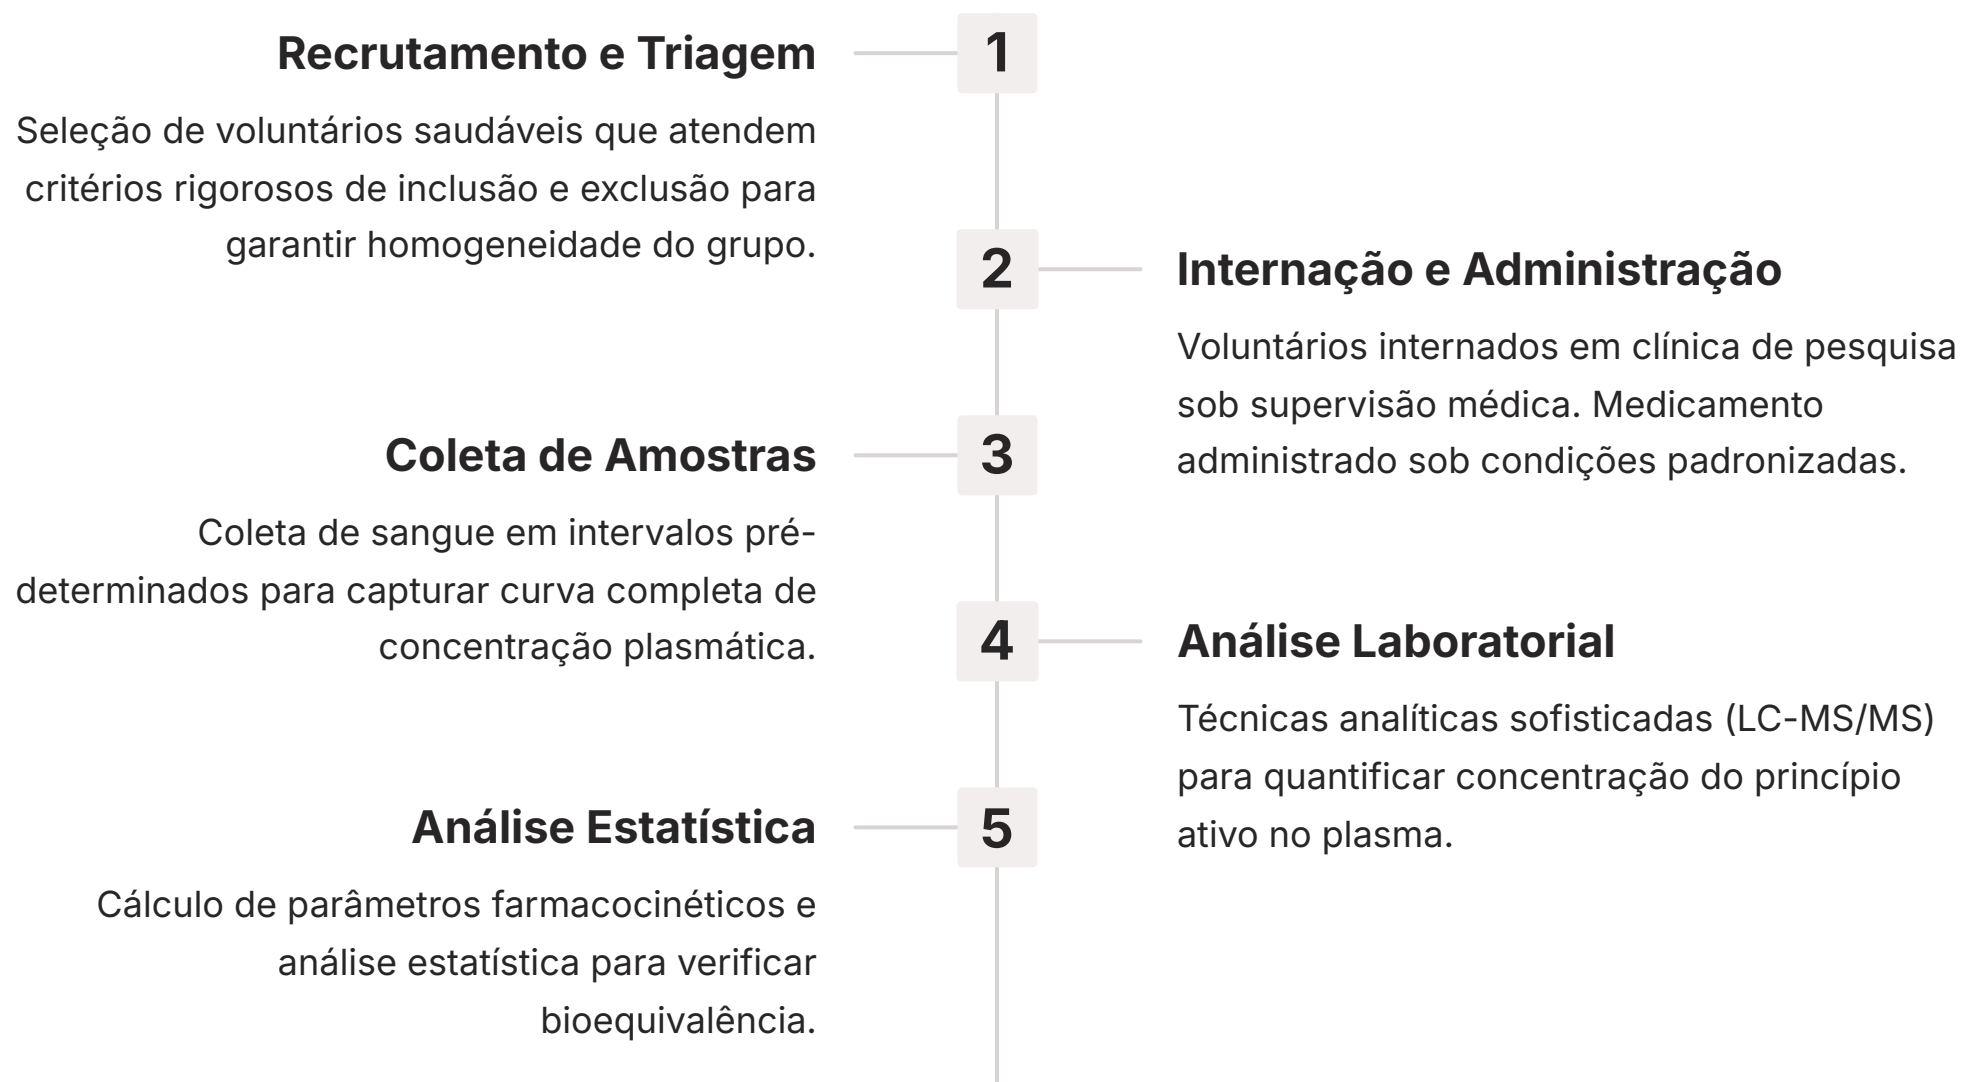 1
Recrutamento e Triagem
Seleção de voluntários saudáveis que atendem
critérios rigorosos de inclusão e exclusão para
garantir homogeneidade do grupo.
2
Internação e Administração
Voluntários internados em clínica de pesquisa
sob supervisão médica. Medicamento
administrado sob condições padronizadas.
3
Coleta de Amostras
Coleta de sangue em intervalos pré-
determinados para capturar curva completa de
concentração plasmática.
4
Análise Laboratorial
Técnicas analíticas sofisticadas (LC-MS/MS)
para quantificar concentração do princípio
ativo no plasma.
5
Análise Estatística
Cálculo de parâmetros farmacocinéticos e
análise estatística para verificar
bioequivalência.